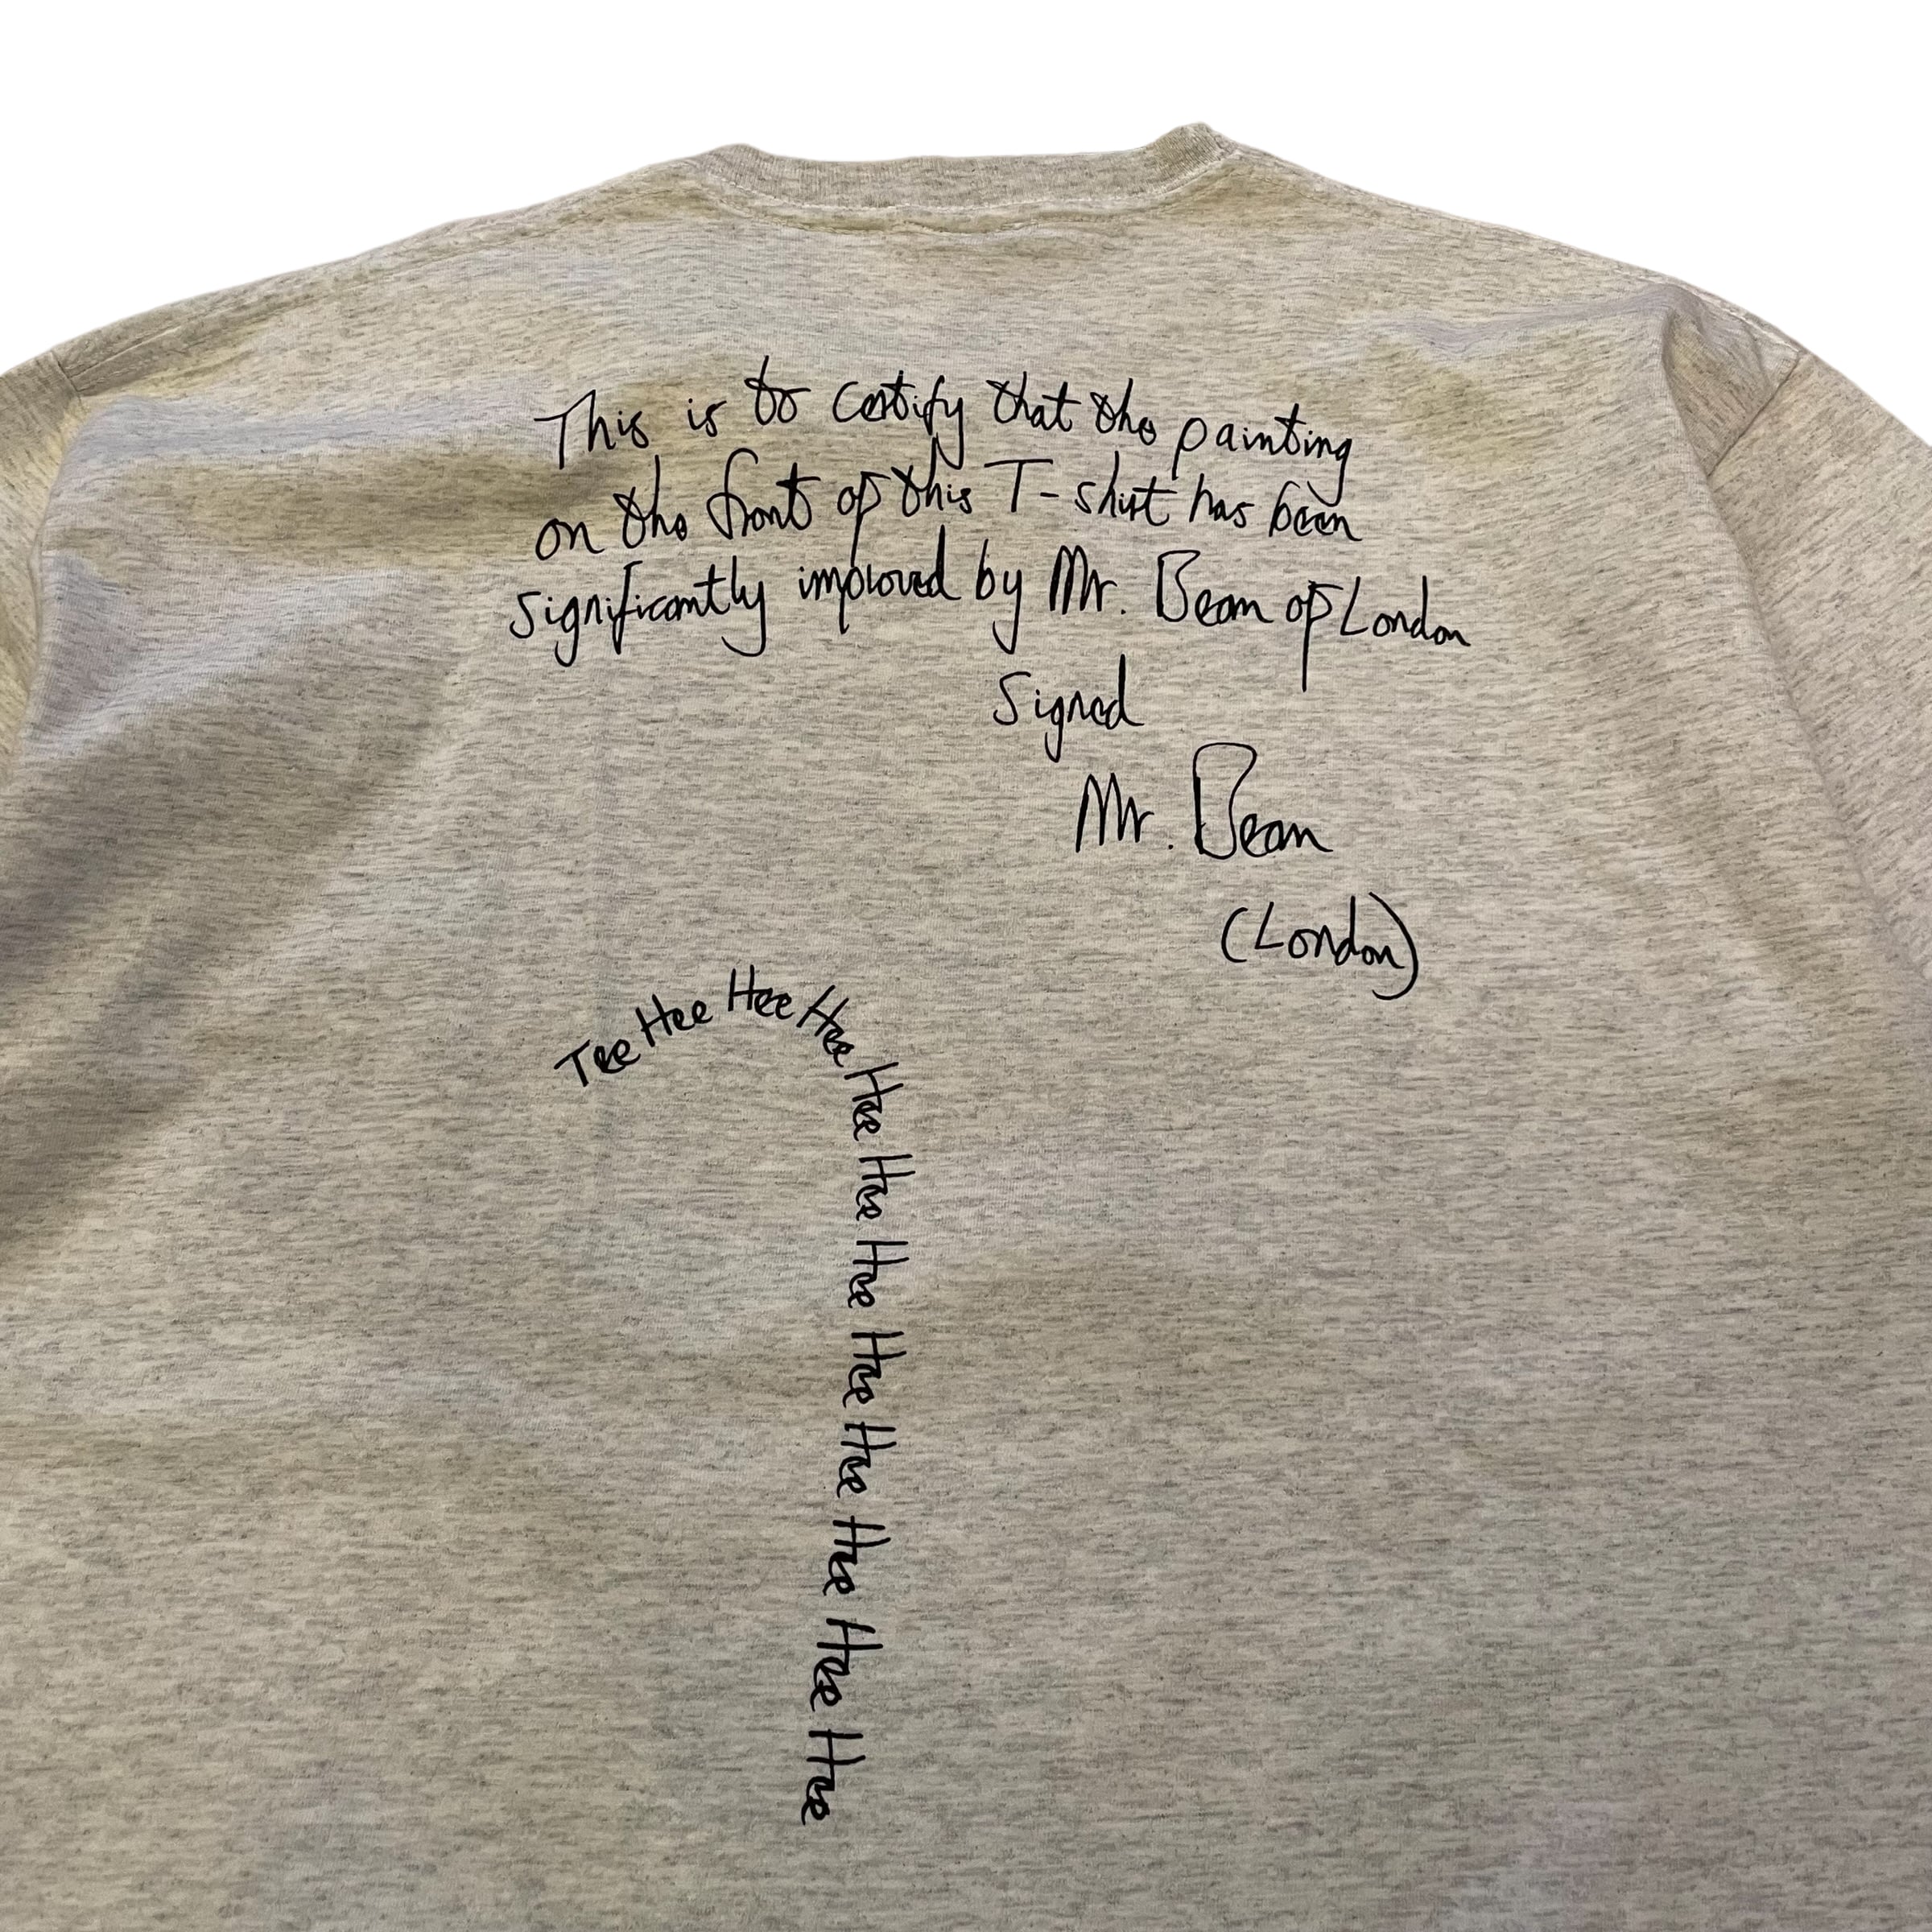 This is to certify that the painting
on the front of this T-shirt has been
significantly improved by Mr. Bean of London
Signed
Mr. Bean
(London)
Tee Hee Hee Hee Hee Hee Hee Hee Hee Hee Hee Hee